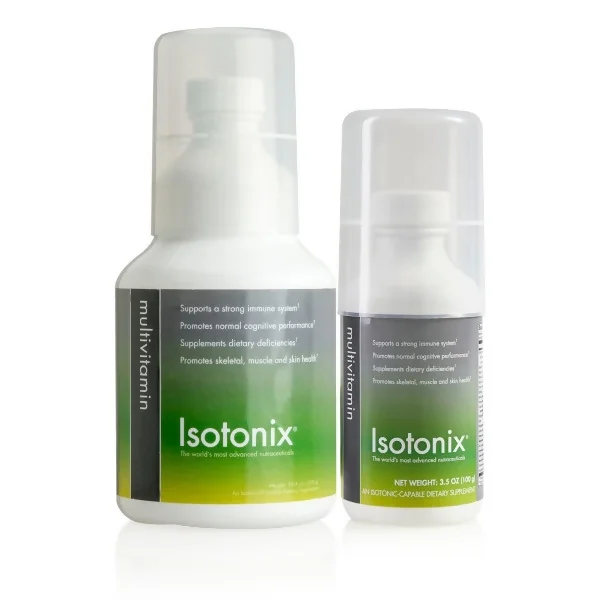 multivitamin
Supports a strong immune system†
Promotes normal cognitive performance†
Supplements dietary deficiencies†
Promotes skeletal, muscle and skin health†
Isotonix®
The world's most advanced nutraceuticals
multivitamin
Supports a strong immune system†
Promotes normal cognitive performance†
Supplements dietary deficiencies†
Promotes skeletal, muscle and skin health†
Isotonix®
The world's most advanced nutraceuticals
NET WEIGHT: 3.5 OZ (100 g)
AN ISOTONIC-CAPABLE DIETARY SUPPLEMENT